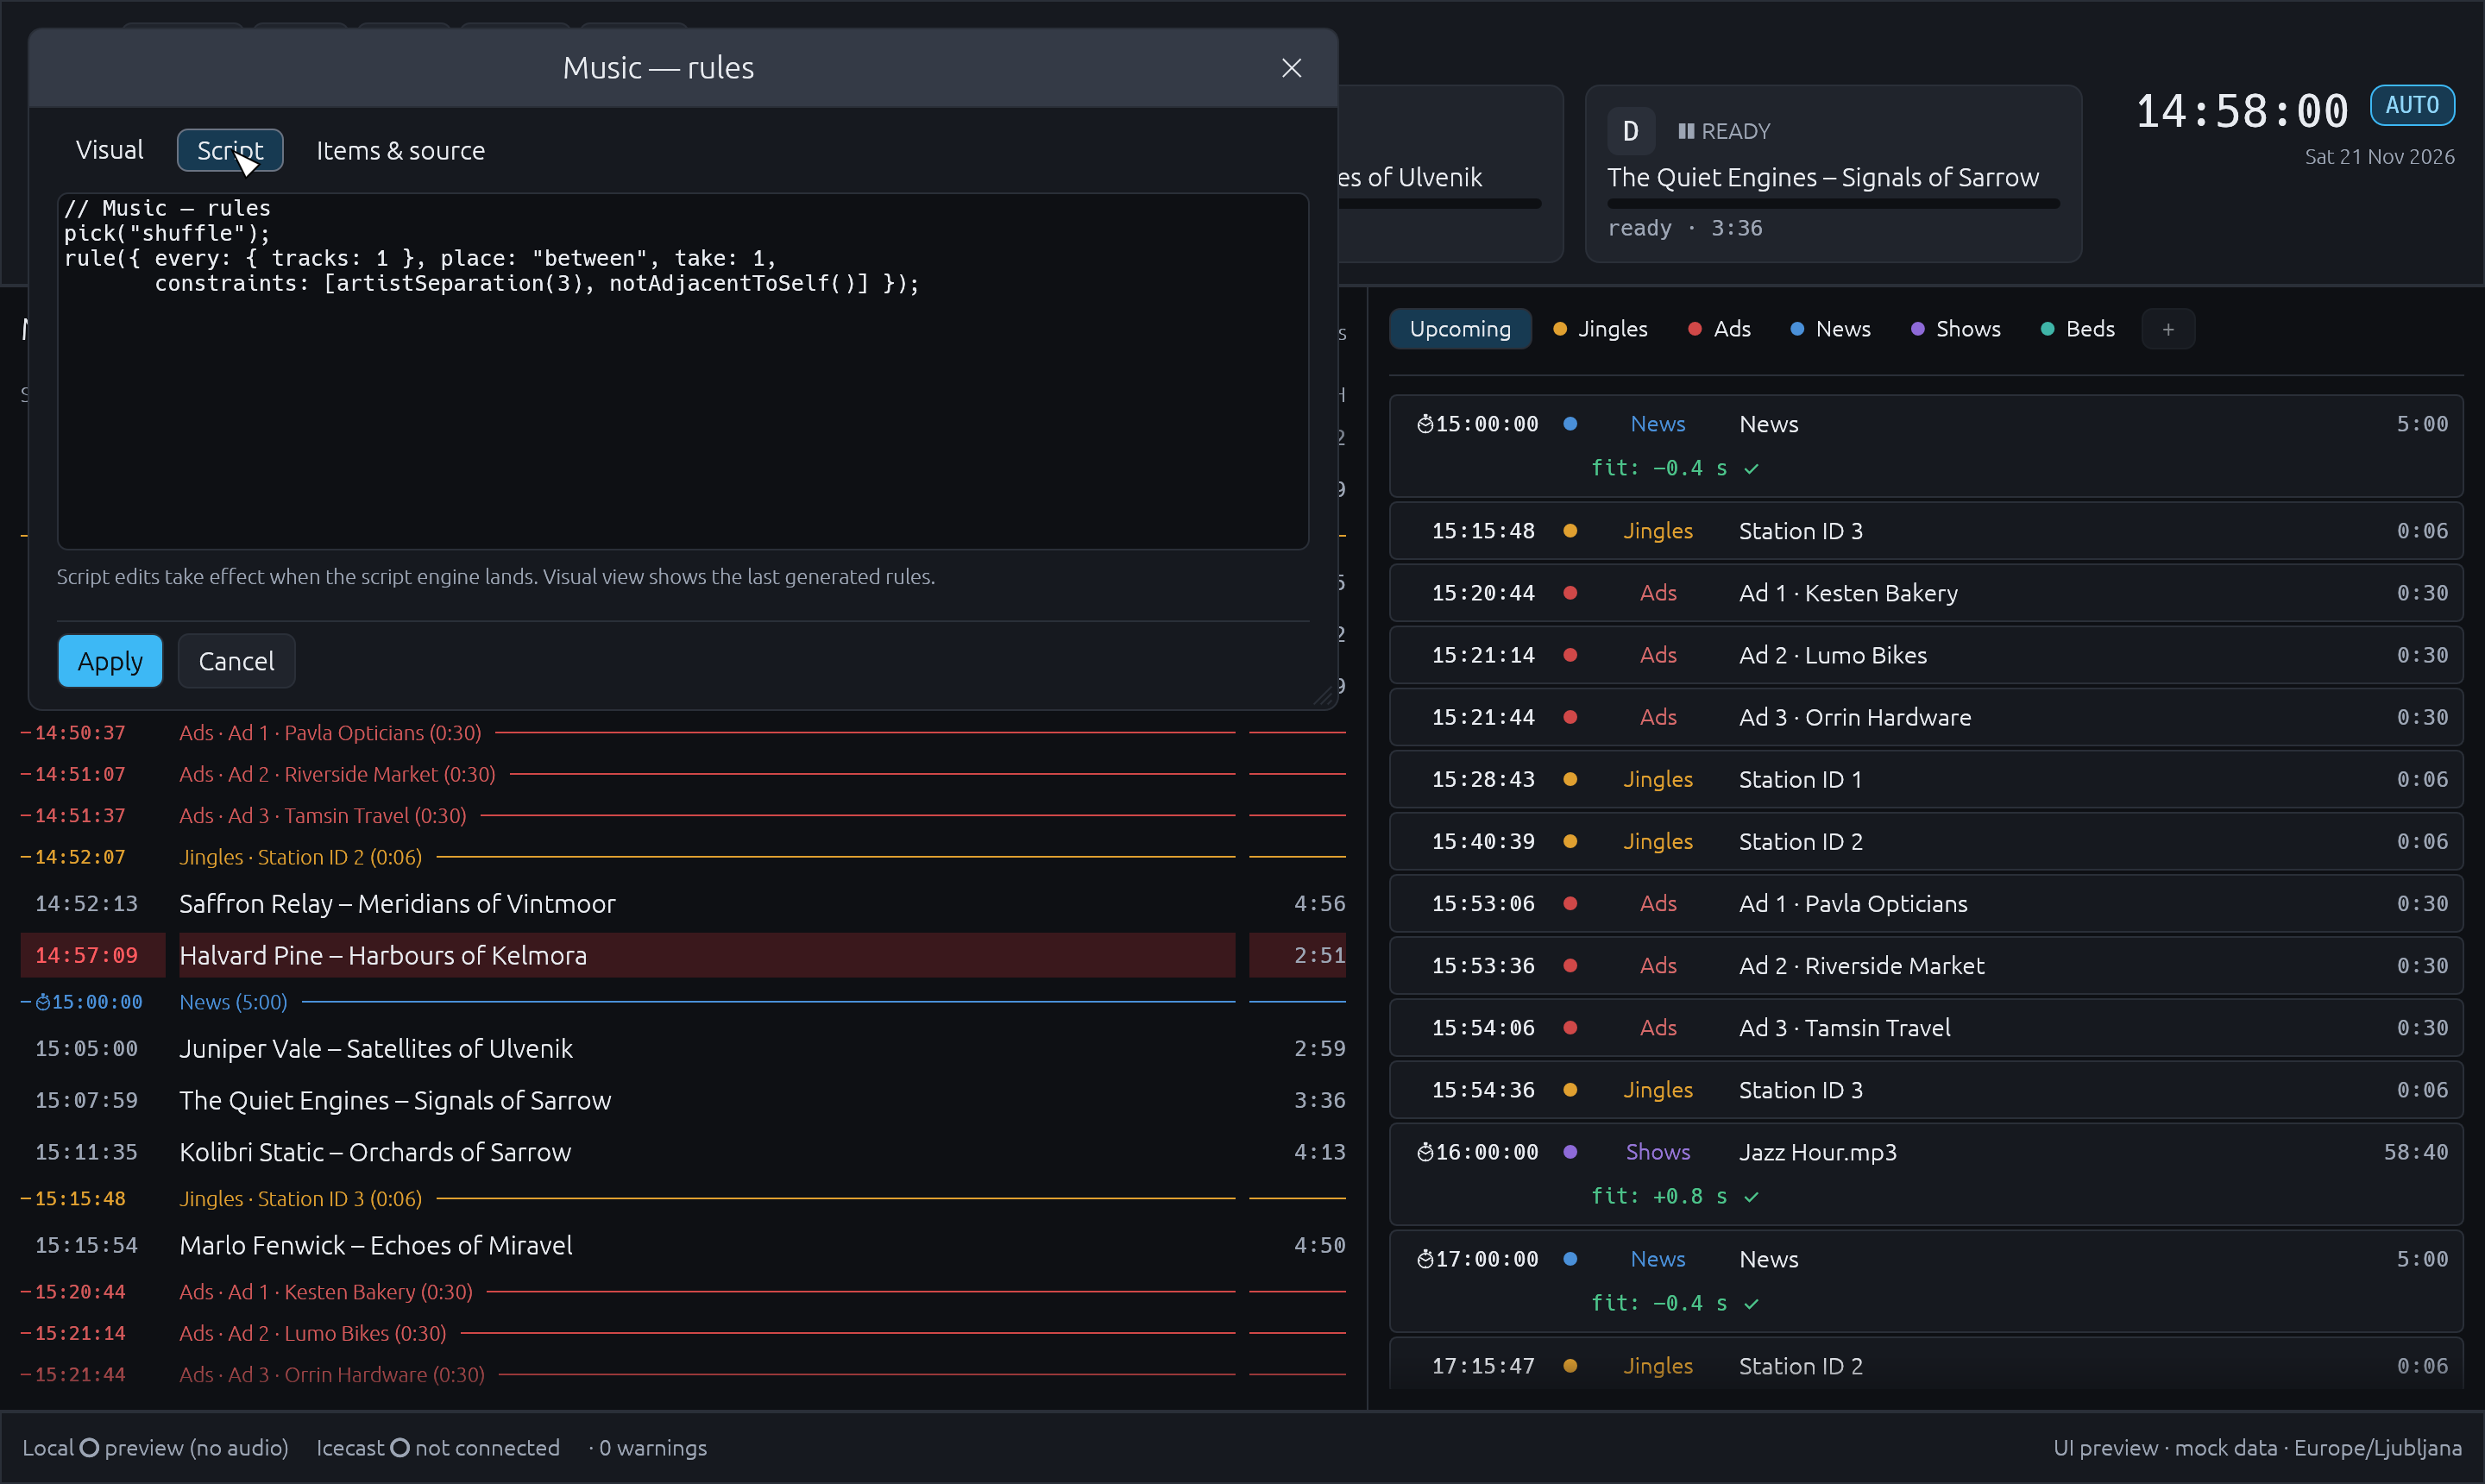 Music — rules
Visual Script Items & source
// Music — rules
pick("shuffle");
rule({ every: { tracks: 1 }, place: "between", take: 1,
constraints: [artistSeparation(3), notAdjacentToSelf()] });
Script edits take effect when the script engine lands. Visual view shows the last generated rules.
Apply Cancel
es of Ulvenik
D READY
The Quiet Engines – Signals of Sarrow
ready · 3:36
14:58:00 AUTO
Sat 21 Nov 2026
14:50:37 Ads · Ad 1 · Pavla Opticians (0:30)
14:51:07 Ads · Ad 2 · Riverside Market (0:30)
14:51:37 Ads · Ad 3 · Tamsin Travel (0:30)
14:52:07 Jingles · Station ID 2 (0:06)
14:52:13 Saffron Relay – Meridians of Vintmoor 4:56
14:57:09 Halvard Pine – Harbours of Kelmora 2:51
15:00:00 News (5:00)
15:05:00 Juniper Vale – Satellites of Ulvenik 2:59
15:07:59 The Quiet Engines – Signals of Sarrow 3:36
15:11:35 Kolibri Static – Orchards of Sarrow 4:13
15:15:48 Jingles · Station ID 3 (0:06)
15:15:54 Marlo Fenwick – Echoes of Miravel 4:50
15:20:44 Ads · Ad 1 · Kesten Bakery (0:30)
15:21:14 Ads · Ad 2 · Lumo Bikes (0:30)
15:21:44 Ads · Ad 3 · Orrin Hardware (0:30)
Upcoming Jingles Ads News Shows Beds +
15:00:00 News News 5:00
fit: −0.4 s ✓
15:15:48 Jingles Station ID 3 0:06
15:20:44 Ads Ad 1 · Kesten Bakery 0:30
15:21:14 Ads Ad 2 · Lumo Bikes 0:30
15:21:44 Ads Ad 3 · Orrin Hardware 0:30
15:28:43 Jingles Station ID 1 0:06
15:40:39 Jingles Station ID 2 0:06
15:53:06 Ads Ad 1 · Pavla Opticians 0:30
15:53:36 Ads Ad 2 · Riverside Market 0:30
15:54:06 Ads Ad 3 · Tamsin Travel 0:30
15:54:36 Jingles Station ID 3 0:06
16:00:00 Shows Jazz Hour.mp3 58:40
fit: +0.8 s ✓
17:00:00 News News 5:00
fit: −0.4 s ✓
17:15:47 Jingles Station ID 2 0:06
Local preview (no audio) Icecast not connected · 0 warnings
UI preview · mock data · Europe/Ljubljana